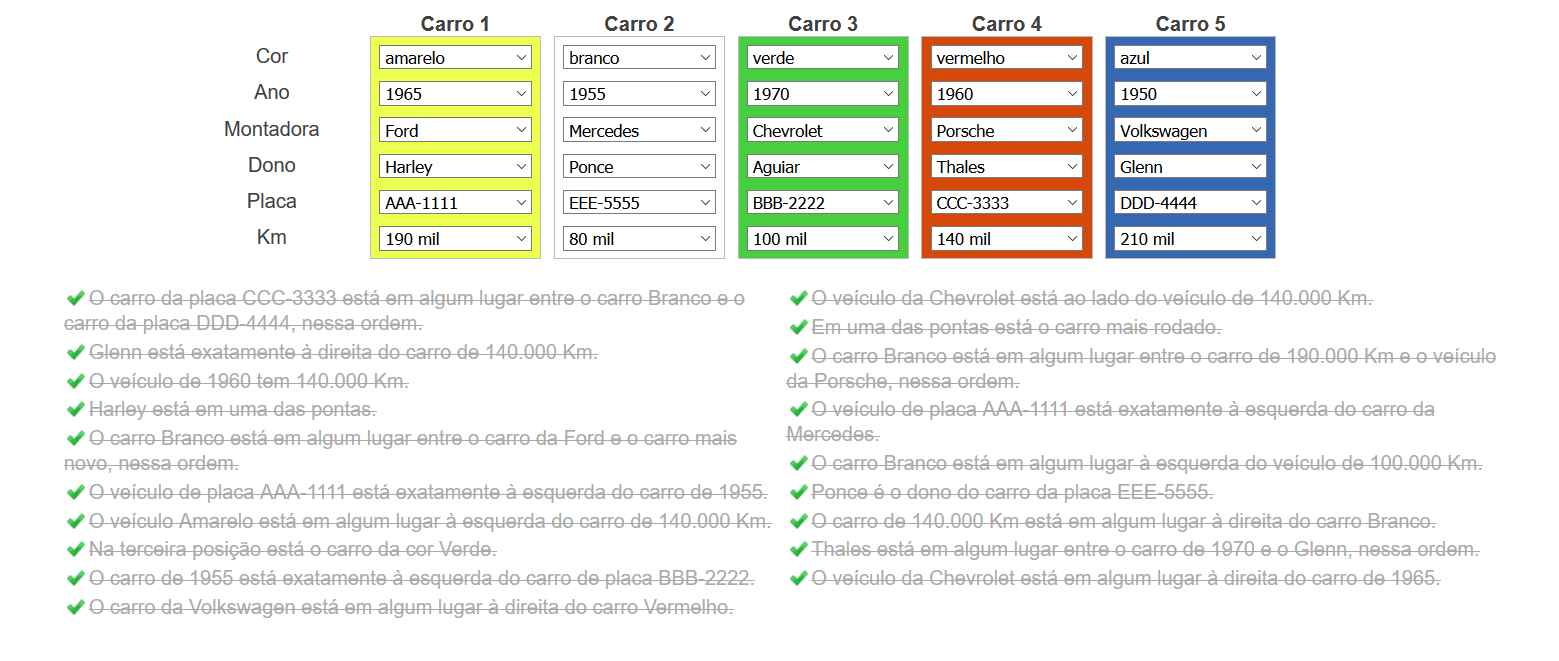 Carro 1 Carro 2 Carro 3 Carro 4 Carro 5
Cor amarelo branco verde vermelho azul
Ano 1965 1955 1970 1960 1950
Montadora Ford Mercedes Chevrolet Porsche Volkswagen
Dono Harley Ponce Aguiar Thales Glenn
Placa AAA-1111 EEE-5555 BBB-2222 CCC-3333 DDD-4444
Km 190 mil 80 mil 100 mil 140 mil 210 mil
O carro da placa CCC-3333 está em algum lugar entre o carro Branco e o
carro da placa DDD-4444, nessa ordem.
Glenn está exatamente à direita do carro de 140.000 Km.
O veículo de 1960 tem 140.000 Km.
Harley está em uma das pontas.
O carro Branco está em algum lugar entre o carro da Ford e o carro mais
novo, nessa ordem.
O veículo de placa AAA-1111 está exatamente à esquerda do carro de 1955.
O veículo Amarelo está em algum lugar à esquerda do carro de 140.000 Km.
Na terceira posição está o carro da cor Verde.
O carro de 1955 está exatamente à esquerda do carro de placa BBB-2222.
O carro da Volkswagen está em algum lugar à direita do carro Vermelho.
O veículo da Chevrolet está ao lado do veículo de 140.000 Km.
Em uma das pontas está o carro mais rodado.
O carro Branco está em algum lugar entre o carro de 190.000 Km e o veículo
da Porsche, nessa ordem.
O veículo de placa AAA-1111 está exatamente à esquerda do carro da
Mercedes.
O carro Branco está em algum lugar à esquerda do veículo de 100.000 Km.
Ponce é o dono do carro da placa EEE-5555.
O carro de 140.000 Km está em algum lugar à direita do carro Branco.
Thales está em algum lugar entre o carro de 1970 e o Glenn, nessa ordem.
O veículo da Chevrolet está em algum lugar à direita do carro de 1965.